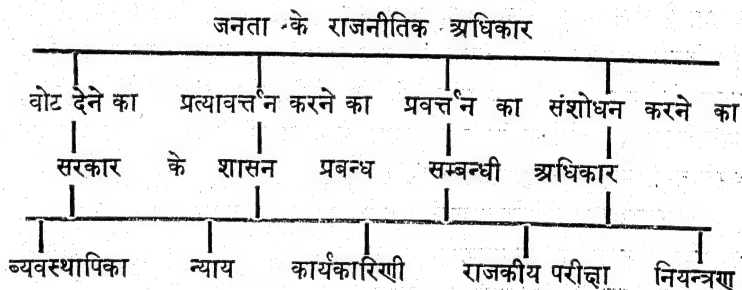 जनता के राजनीतिक अधिकार
वोट देने का प्रत्यावर्त्तन करने का प्रवर्त्तन का संशोधन करने का
सरकार के शासन प्रबन्ध सम्बन्धी अधिकार
व्यवस्थापिका न्याय कार्यकारिणी राजकीय परीक्षा नियन्त्रण